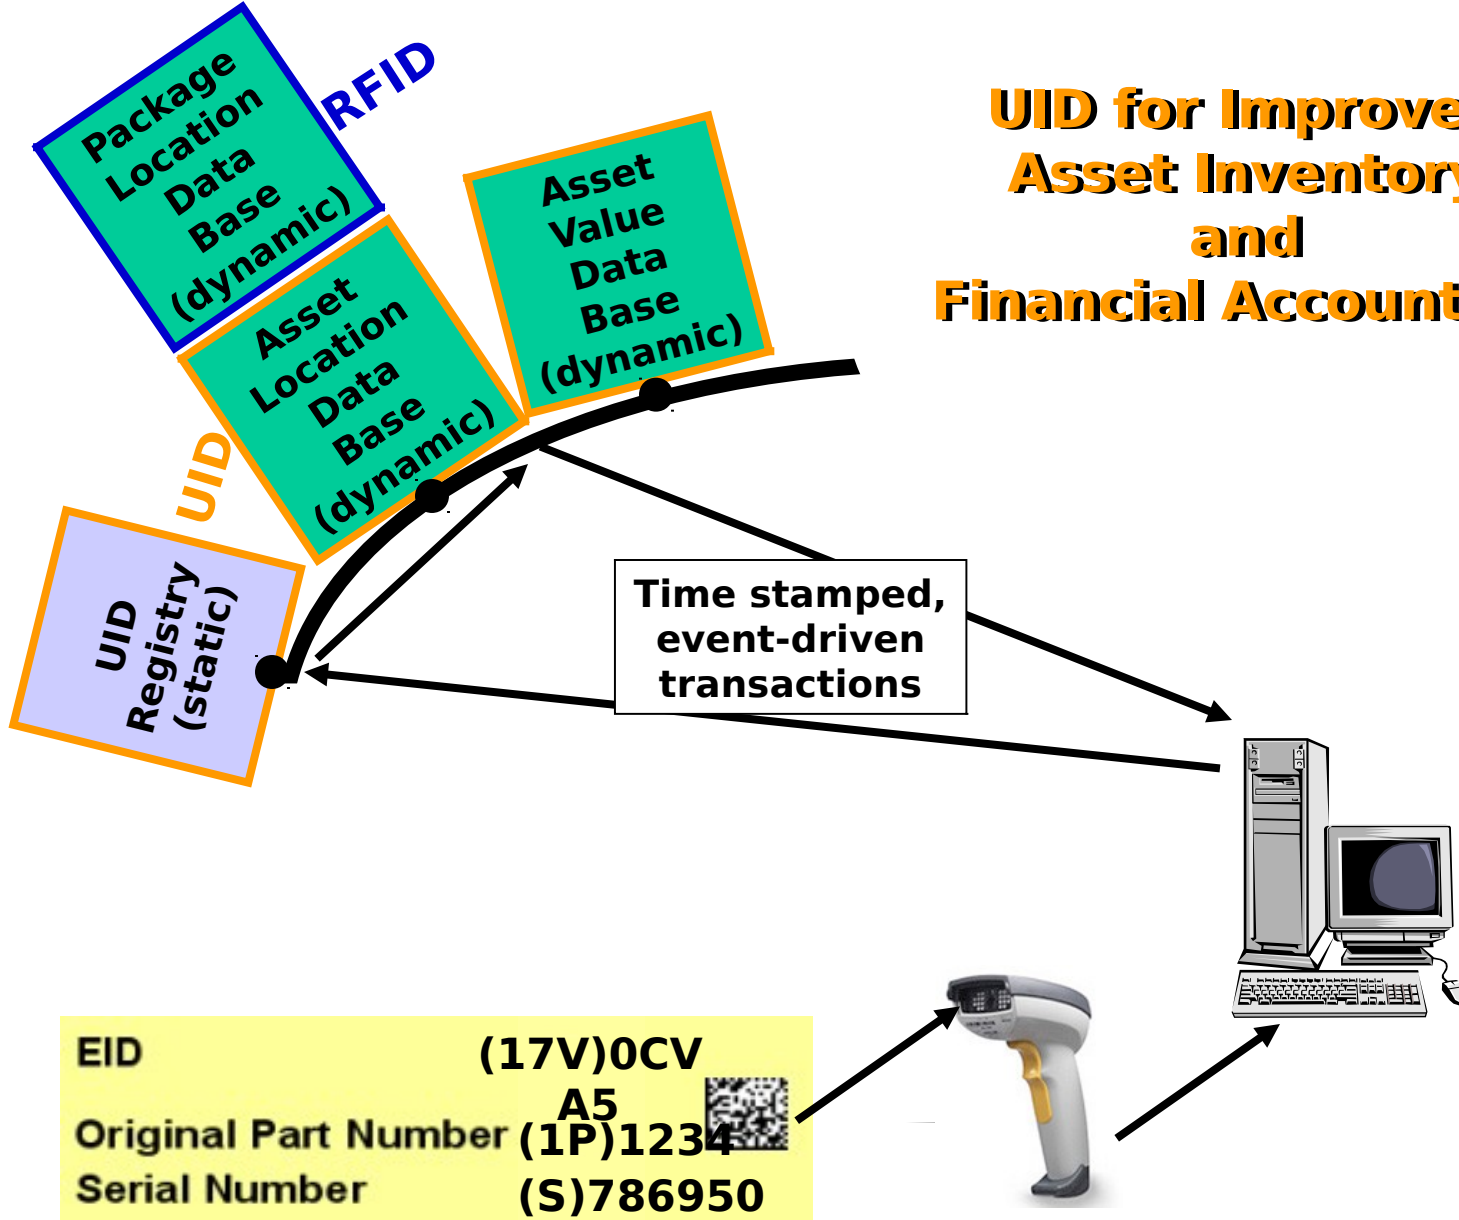 UID for Improve
Asset Inventory
and
Financial Account
RFID
Package
Location
Data
Base
(dynamic)
Asset
Value
Data
Base
(dynamic)
Asset
Location
Data
Base
(dynamic)
UID
UID
Registry
(static)
Time stamped,
event-driven
transactions
EID (17V)0CV
A5
Original Part Number (1P)1234
Serial Number (S)786950